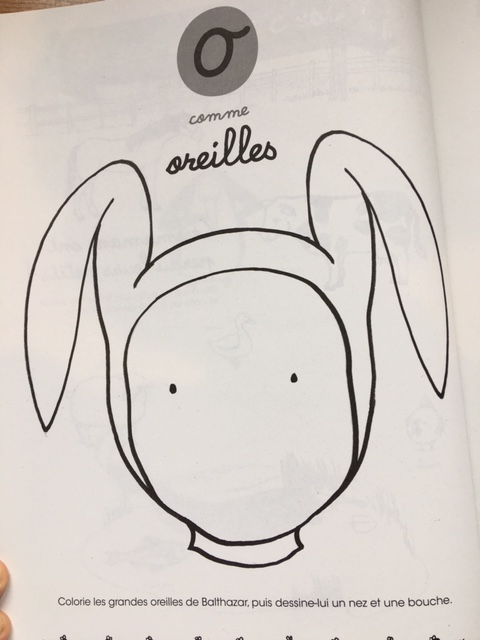 o
comme
oreilles
Colorie les grandes oreilles de Balthazar, puis dessine-lui un nez et une bouche.